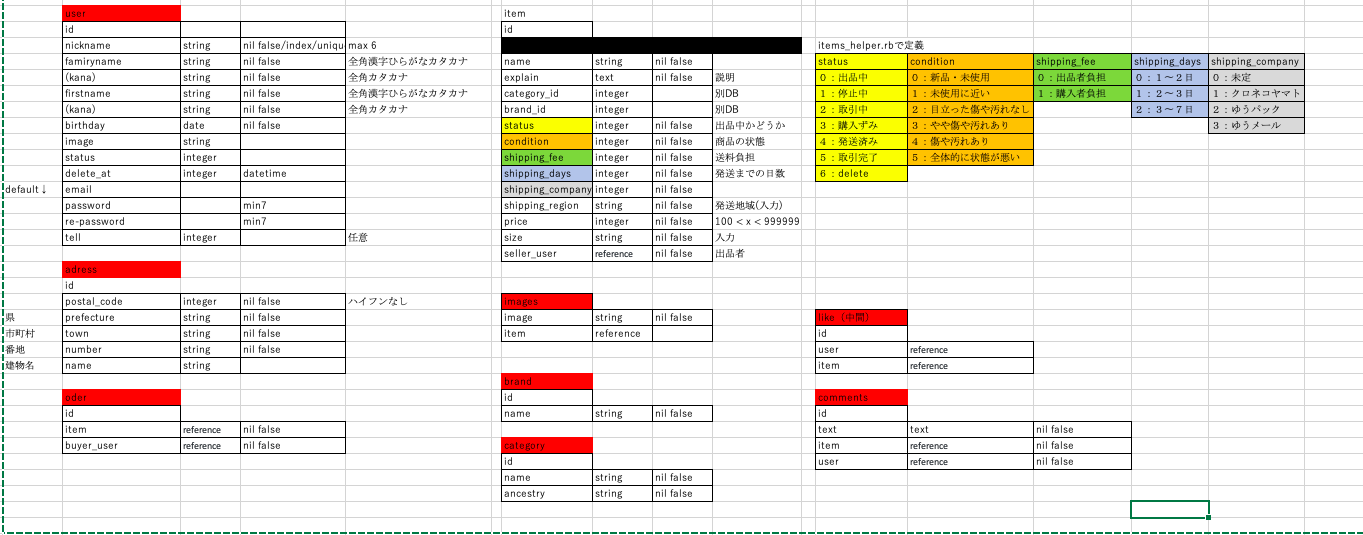 user
id
nickname string nil false/index/uniqu max 6
famiryname string nil false 全角漢字ひらがなカタカナ
(kana) string nil false 全角カタカナ
firstname string nil false 全角漢字ひらがなカタカナ
(kana) string nil false 全角カタカナ
birthday date nil false
image string
status integer
delete_at integer datetime
default↓ email
password min7
re-password min7
tell integer 任意
adress
id
postal_code integer nil false ハイフンなし
県 prefecture string nil false
市町村 town string nil false
番地 number string nil false
建物名 name string
oder
id
item reference nil false
buyer_user reference nil false
item
id
name string nil false
explain text nil false 説明
category_id integer 別DB
brand_id integer 別DB
status integer nil false 出品中かどうか
condition integer nil false 商品の状態
shipping_fee integer nil false 送料負担
shipping_days integer nil false 発送までの日数
shipping_company integer nil false
shipping_region string nil false 発送地域(入力)
price integer nil false 100 < x < 999999
size string nil false 入力
seller_user reference nil false 出品者
images
image string nil false
item reference
brand
id
name string nil false
category
id
name string nil false
ancestry string nil false
items_helper.rbで定義
status condition shipping_fee shipping_days shipping_company
0：出品中 0：新品・未使用 0：出品者負担 0：1～2日 0：未定
1：停止中 1：未使用に近い 1：購入者負担 1：2～3日 1：クロネコヤマト
2：取引中 2：目立った傷や汚れなし 2：3～7日 2：ゆうパック
3：購入ずみ 3：やや傷や汚れあり 3：ゆうメール
4：発送済み 4：傷や汚れあり
5：取引完了 5：全体的に状態が悪い
6：delete
like（中間）
id
user reference
item reference
comments
id
text text nil false
item reference nil false
user reference nil false